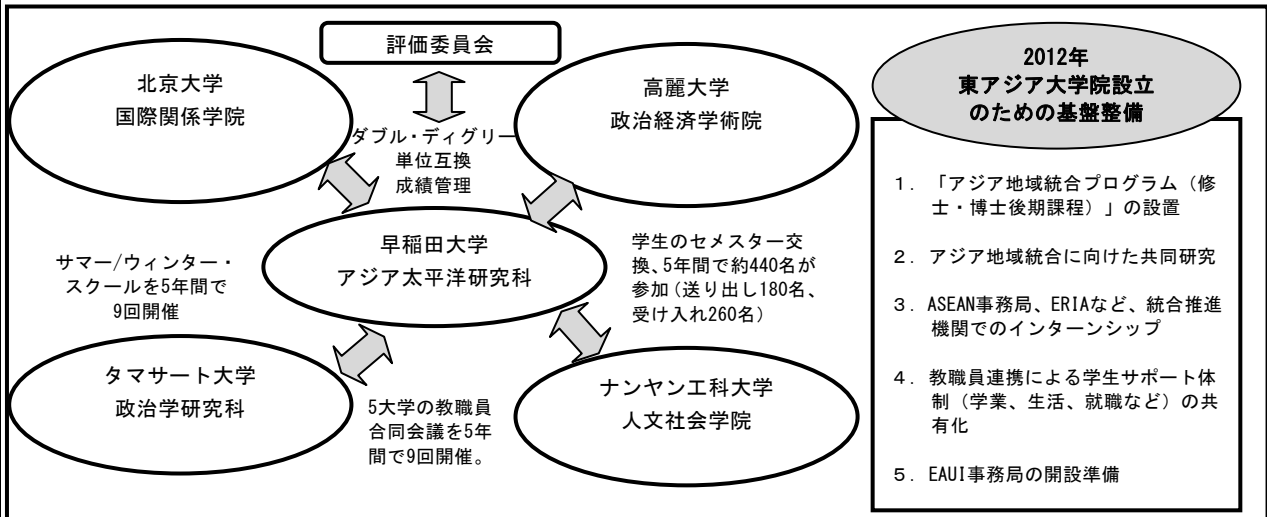 評価委員会
北京大学
国際関係学院
高麗大学
政治経済学術院
ダブル・ディグリー
単位互換
成績管理
早稲田大学
アジア太平洋研究科
サマー/ウィンター・
スクールを5年間で
9回開催
学生のセメスター交
換、5年間で約440名が
参加(送り出し180名、
受け入れ260名)
タマサート大学
政治学研究科
5大学の教職員
合同会議を5年
間で9回開催。
ナンヤン工科大学
人文社会学院
2012年
東アジア大学院設立
のための基盤整備
1.「アジア地域統合プログラム(修
士・博士後期課程)」の設置
2.アジア地域統合に向けた共同研究
3.ASEAN事務局、ERIAなど、統合推進
機関でのインターンシップ
4.教職員連携による学生サポート体
制(学業、生活、就職など)の共
有化
5.EAUI事務局の開設準備